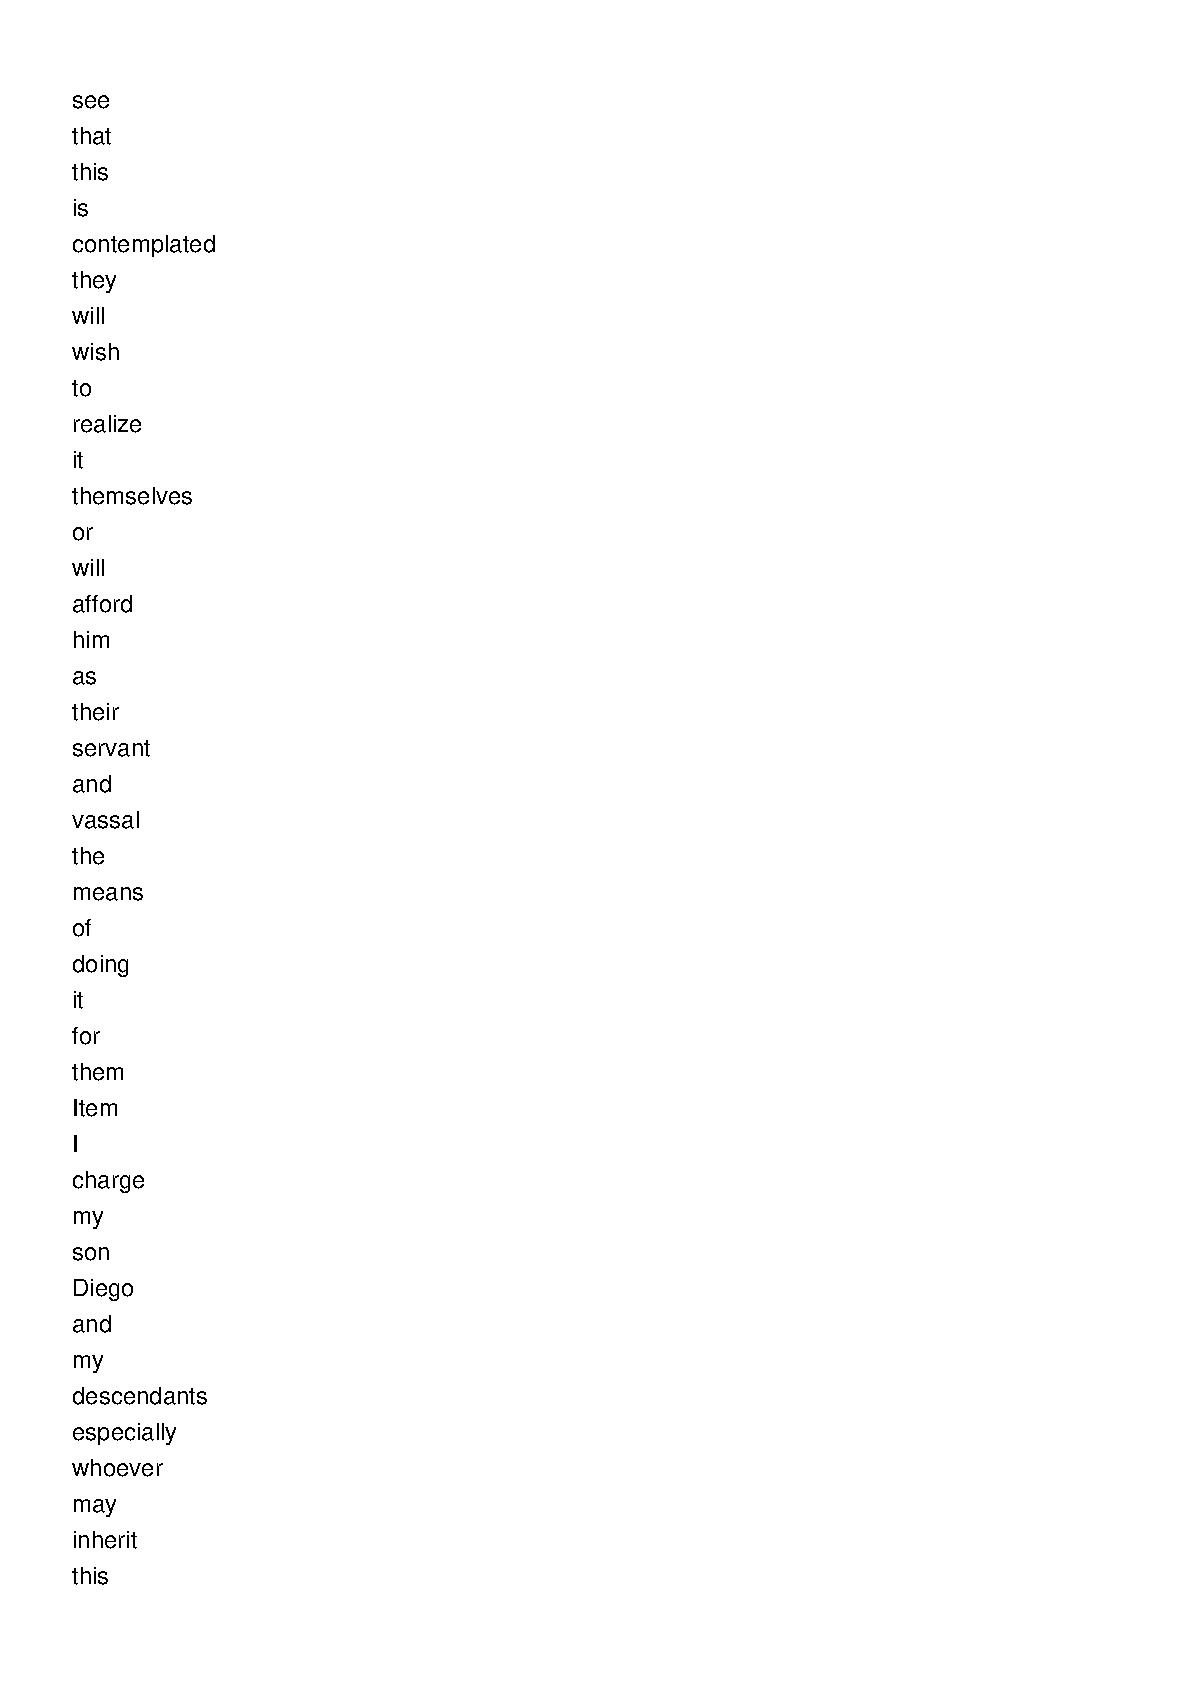 see
that
this
is
contemplated
they
will
wish
to
realize
it
themselves
or
will
afford
him
as
their
servant
and
vassal
the
means
of
doing
it
for
them
Item
I
charge
my
son
Diego
and
my
descendants
especially
whoever
may
inherit
this